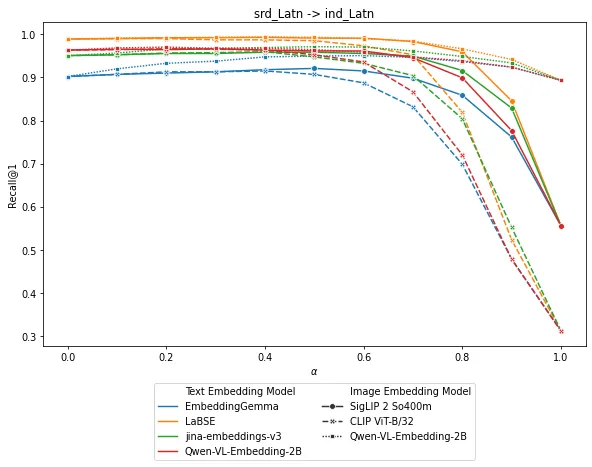 srd_Latn -> ind_Latn
Recall@1
1.0
0.9
0.8
0.7
0.6
0.5
0.4
0.3
0.0 0.2 0.4 0.6 0.8 1.0
α
Text Embedding Model
EmbeddingGemma
LaBSE
jina-embeddings-v3
Qwen-VL-Embedding-2B
Image Embedding Model
SigLIP 2 So400m
CLIP ViT-B/32
Qwen-VL-Embedding-2B